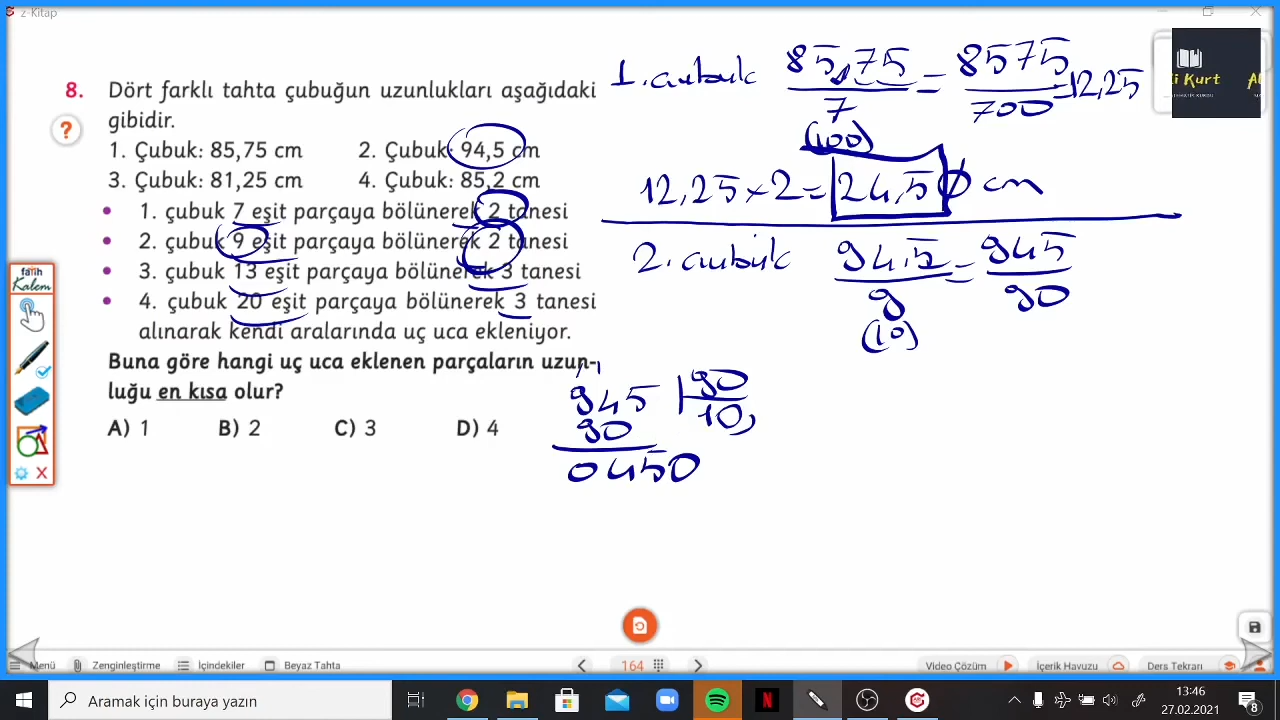 z-Kitap
8. Dört farklı tahta çubuğun uzunlukları aşağıdaki
gibidir.
?
1. Çubuk: 85,75 cm 2. Çubuk: 94,5 cm
3. Çubuk: 81,25 cm 4. Çubuk: 85,2 cm
• 1. çubuk 7 eşit parçaya bölünerek 2 tanesi
• 2. çubuk 9 eşit parçaya bölünerek 2 tanesi
• 3. çubuk 13 eşit parçaya bölünerek 3 tanesi
• 4. çubuk 20 eşit parçaya bölünerek 3 tanesi
alınarak kendi aralarında uç uca ekleniyor.
Buna göre hangi uç uca eklenen parçaların uzun-
luğu en kısa olur?
A) 1 B) 2 C) 3 D) 4
fatih
Kalem
X
1. çubuk 85,75 = 8575 = 12,25
7 700
(100)
12,25 × 2 = 24,50 cm
2. çubuk 94,5 = 945
9 90
(10)
945 90
90 10,
0450
Kurt
Menü Zenginleştirme İçindekiler Beyaz Tahta 164 Video Çözüm İçerik Havuzu Ders Tekrarı
Aramak için buraya yazın
13:46
27.02.2021
8